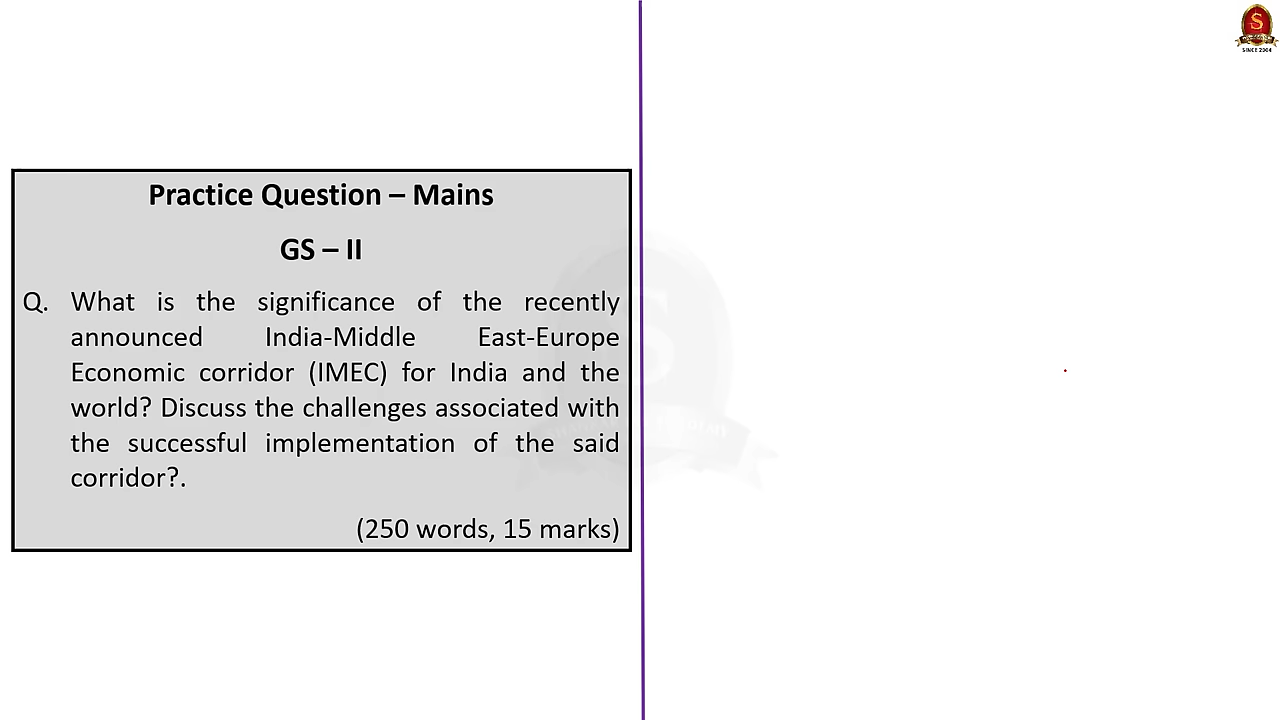 Practice Question – Mains
GS – II
Q. What is the significance of the recently
announced India-Middle East-Europe
Economic corridor (IMEC) for India and the
world? Discuss the challenges associated with
the successful implementation of the said
corridor?.
(250 words, 15 marks)
S
SINCE 2004